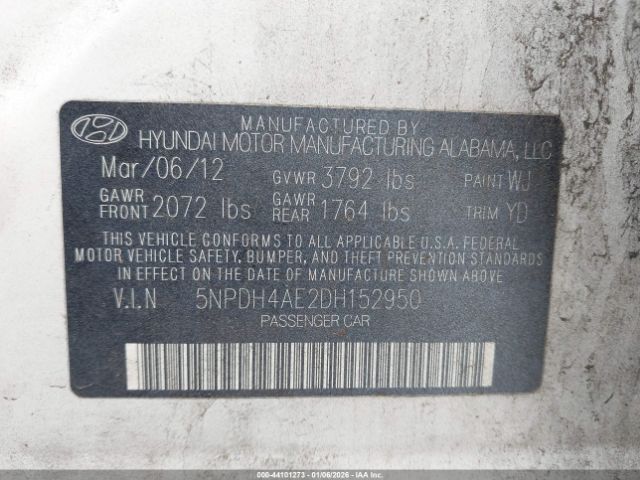 MANUFACTURED BY
HYUNDAI MOTOR MANUFACTURING ALABAMA, LLC
Mar/06/12 GVWR 3792 lbs PAINT WJ
GAWR FRONT 2072 lbs GAWR REAR 1764 lbs TRIM YD
THIS VEHICLE CONFORMS TO ALL APPLICABLE U.S.A. FEDERAL
MOTOR VEHICLE SAFETY, BUMPER, AND THEFT PREVENTION STANDARDS
IN EFFECT ON THE DATE OF MANUFACTURE SHOWN ABOVE.
V.I.N 5NPDH4AE2DH152950
PASSENGER CAR
000-44101273 - 01/06/2026 - IAA Inc.